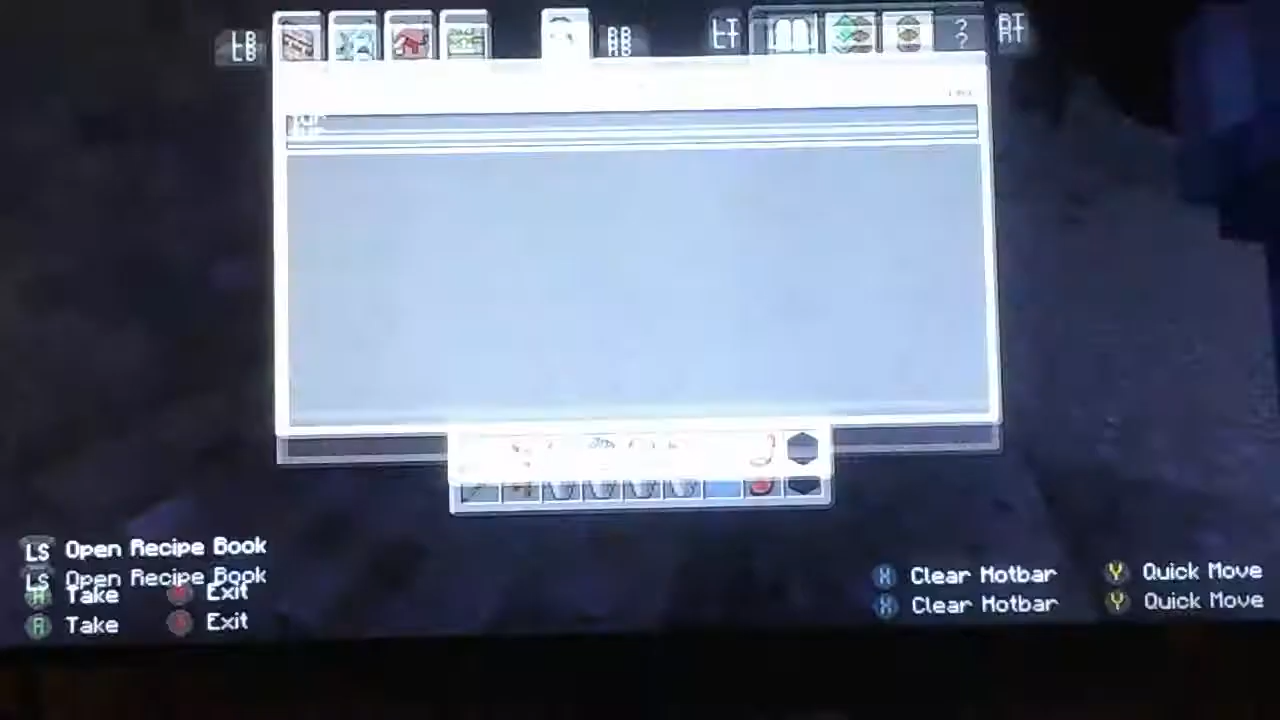 LB RB LT RT
LS Open Recipe Book
LS Open Recipe Book
A Take Exit
A Take Exit
X Clear Hotbar Y Quick Move
X Clear Hotbar Y Quick Move